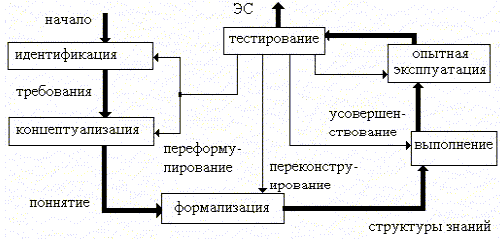 ЭС
начало
тестирование
идентификация
опытная
эксплуатация
требования
усовершен-
ствование
концептуализация
выполнение
переформу-
лирование
переконстру-
ирование
поннятие
формализация
структуры знаний